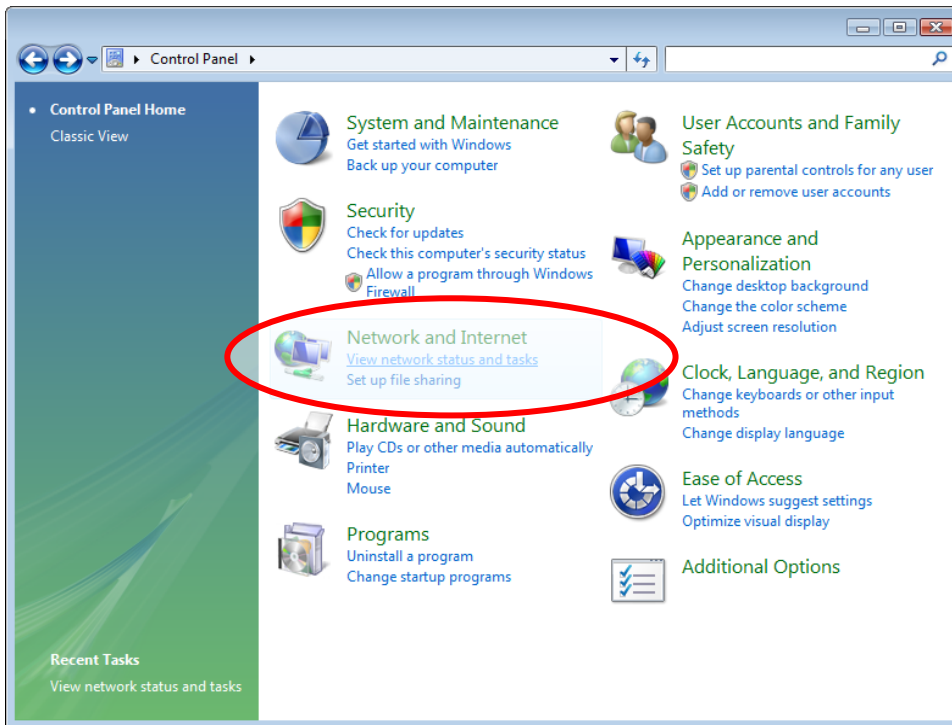 Control Panel
Control Panel Home
Classic View
System and Maintenance
Get started with Windows
Back up your computer
Security
Check for updates
Check this computer's security status
Allow a program through Windows
Firewall
Network and Internet
View network status and tasks
Set up file sharing
Hardware and Sound
Play CDs or other media automatically
Printer
Mouse
Programs
Uninstall a program
Change startup programs
User Accounts and Family
Safety
Set up parental controls for any user
Add or remove user accounts
Appearance and
Personalization
Change desktop background
Change the color scheme
Adjust screen resolution
Clock, Language, and Region
Change keyboards or other input
methods
Change display language
Ease of Access
Let Windows suggest settings
Optimize visual display
Additional Options
Recent Tasks
View network status and tasks